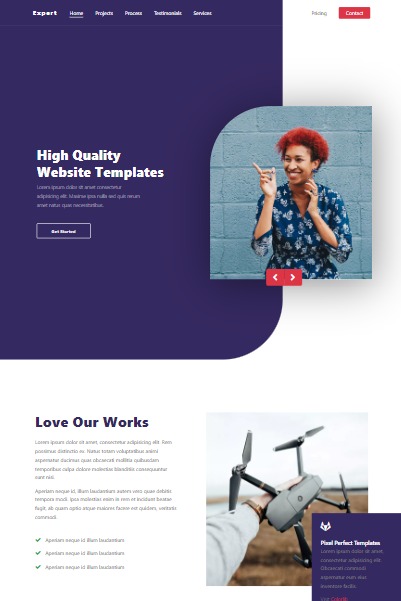 Expert
Home
Projects
Process
Testimonials
Services
Pricing
Contact
High Quality
Website Templates
Lorem ipsum dolor sit amet consectetur
adipisicing elit. Maxime ipsa nulla sed quis rerum
amet natus quas necessitatibus.
Get Started
Love Our Works
Lorem ipsum dolor sit amet, consectetur adipisicing elit. Rem
possimus distinctio ex. Natus totam voluptatibus animi
aspernatur ducimus quas obcaecati mollitia quibusdam
temporibus culpa dolore molestias blanditiis consequuntur
sunt nisi.
Aperiam neque id, illum laudantium autem vero quae debitis
tempora modi, ipsa molestias enim is rem et incidunt beatae
fugit, ab quam optio atque maiores facere est quidem, veritatis
commodi.
Aperiam neque id illum laudantium
Aperiam neque id illum laudantium
Aperiam neque id illum laudantium
Pixel Perfect Templates
Lorem ipsum dolor sit amet,
consectetur adipisicing elit.
Obcaecati commodi
aspernatur eum eius
inventore facilis.